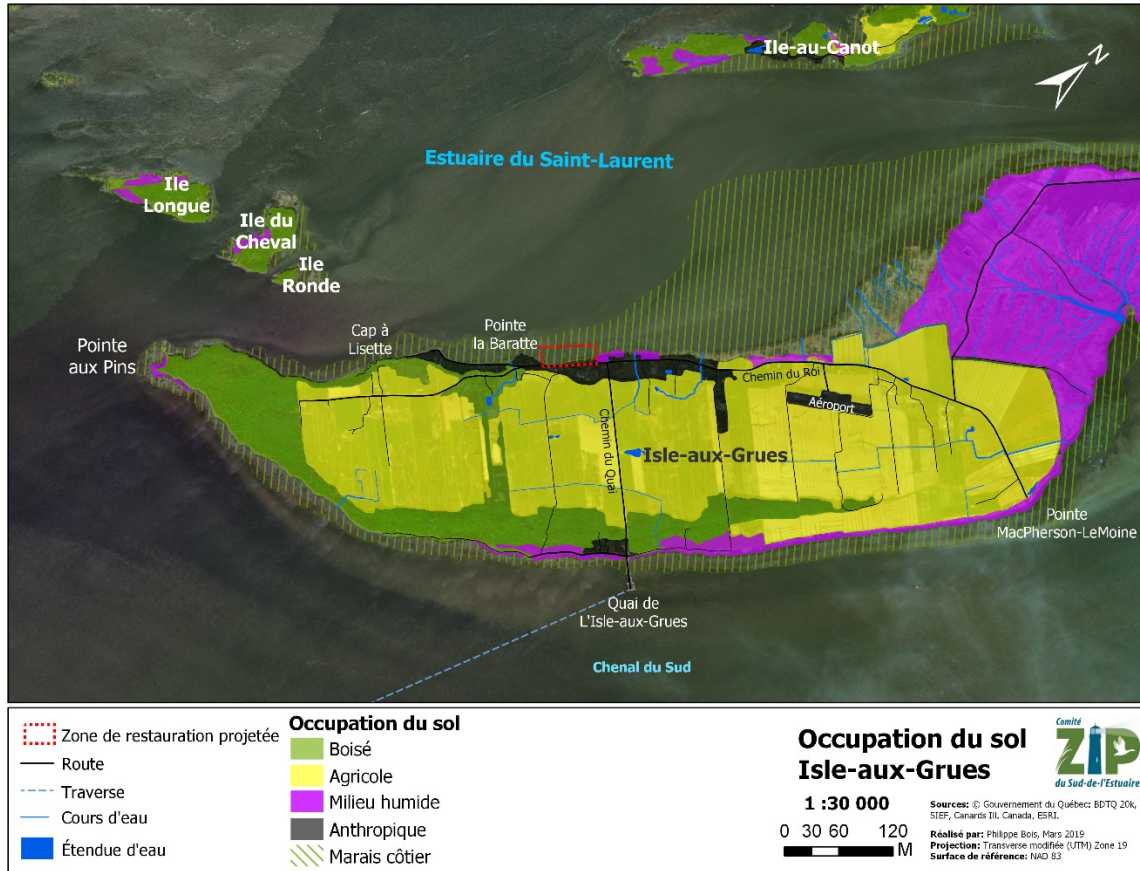 Ile-au-Canot
N
Estuaire du Saint-Laurent
Ile
Longue
Ile du
Cheval
Ile
Ronde
Pointe
aux Pins
Cap à
Lisette
Pointe
la Baratte
Chemin du Roi
Aéroport
Chemin du Quai
Isle-aux-Grues
Pointe
MacPherson-LeMoine
Quai de
L'Isle-aux-Grues
Chenal du Sud
Zone de restauration projetée
Route
Traverse
Cours d'eau
Étendue d'eau
Occupation du sol
Boisé
Agricole
Milieu humide
Anthropique
Marais côtier
Occupation du sol
Isle-aux-Grues
1 :30 000
0 30 60 120
M
Comité
ZIP
du Sud-de-l'Estuaire
Sources: © Gouvernement du Québec: BDTQ 20k,
SIEF, Canards Ill. Canada, ESRI.
Réalisé par: Philippe Bois, Mars 2019
Projection: Transverse modifiée (UTM) Zone 19
Surface de référence: NAD 83